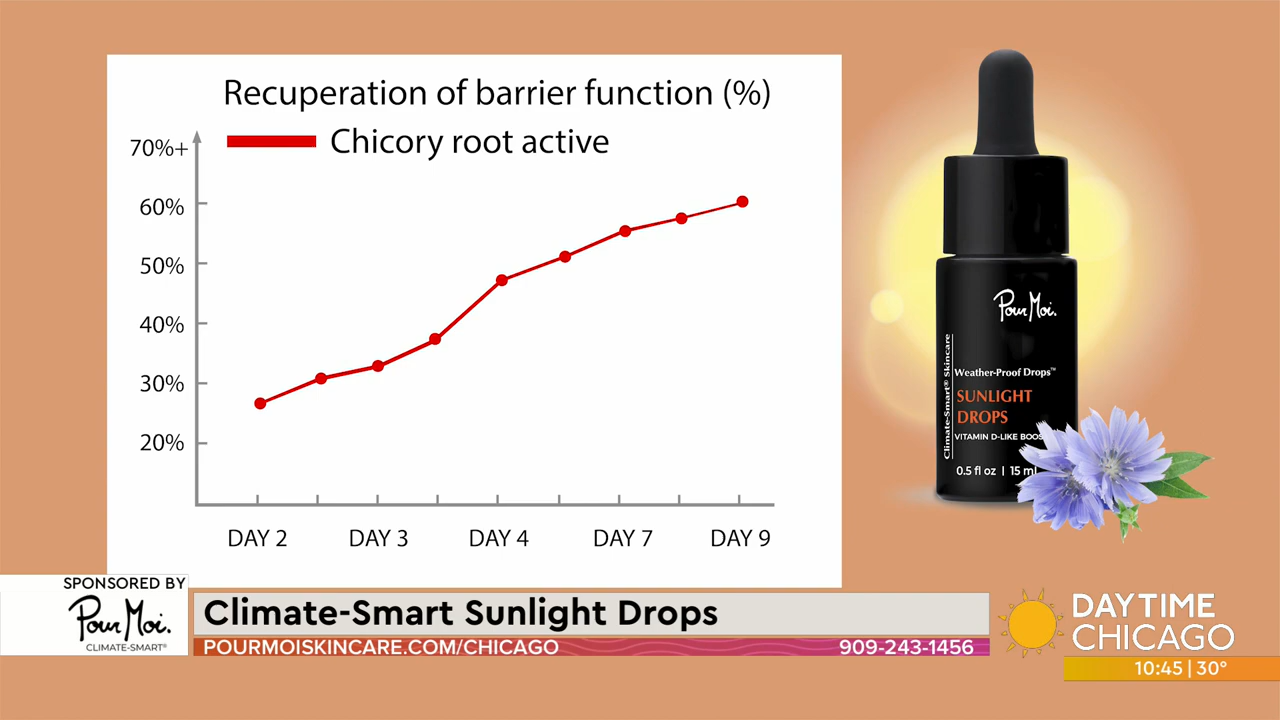 Recuperation of barrier function (%)
Chicory root active
70%+
60%
50%
40%
30%
20%
DAY 2
DAY 3
DAY 4
DAY 7
DAY 9
Pour Moi.
Climate-Smart® Skincare
Weather-Proof Drops™
SUNLIGHT
DROPS
VITAMIN D-LIKE BOOS
0.5 fl oz | 15 ml
SPONSORED BY
Pour Moi.
CLIMATE-SMART®
Climate-Smart Sunlight Drops
POURMOISKINCARE.COM/CHICAGO
909-243-1456
DAYTIME
CHICAGO
10:45 | 30°